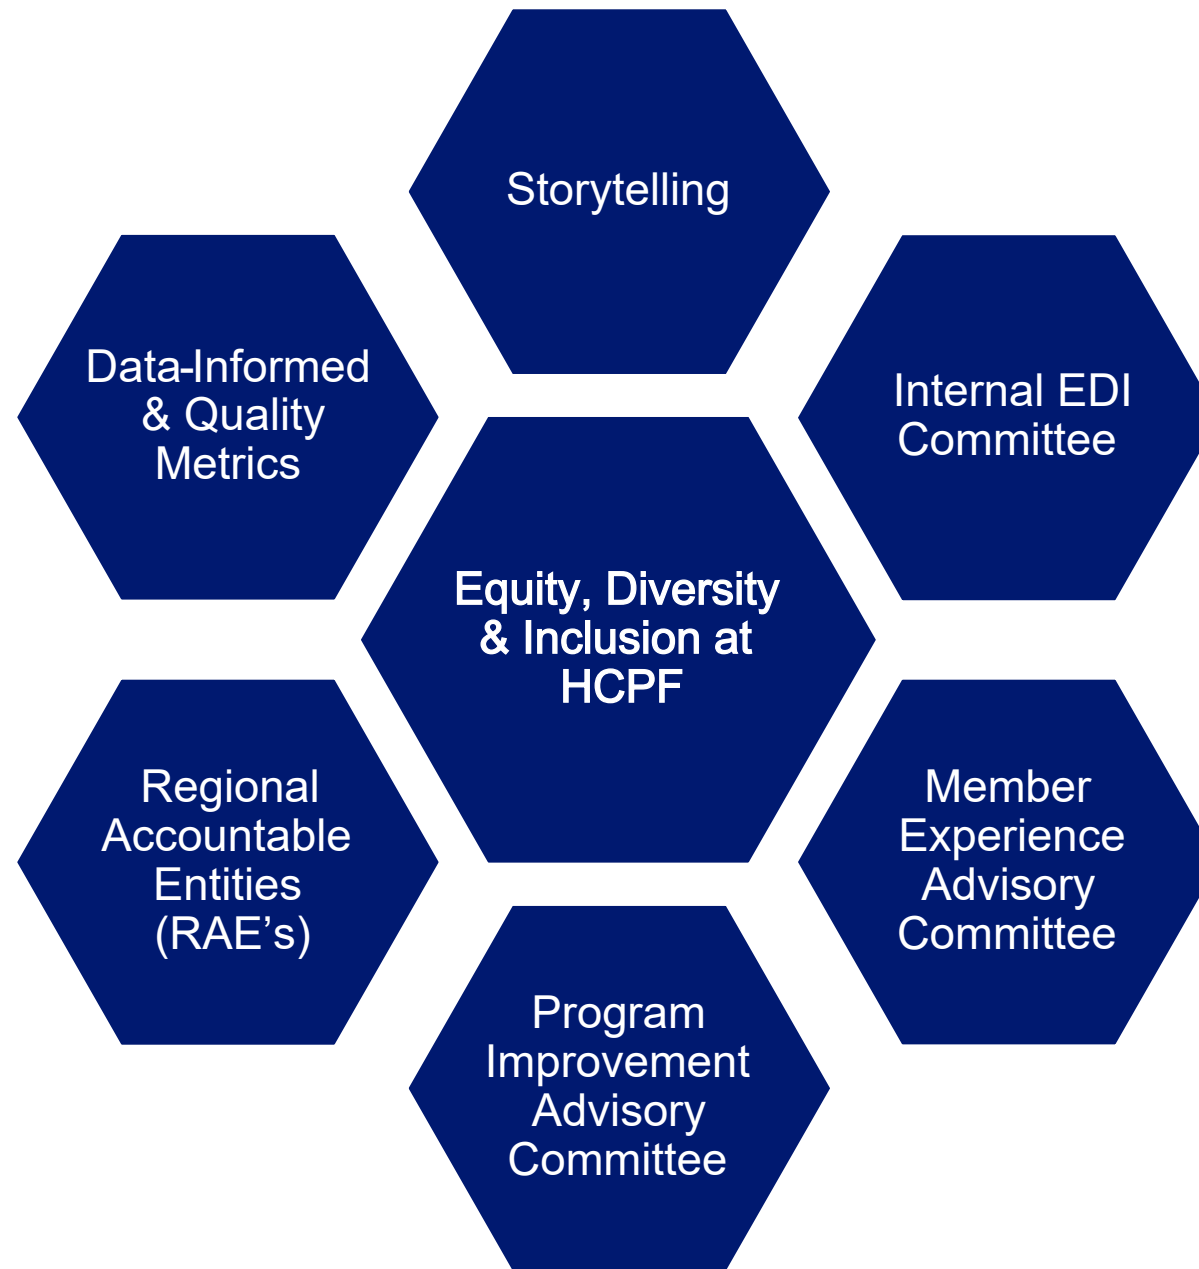 Storytelling
Data-Informed
& Quality
Metrics
Internal EDI
Committee
Equity, Diversity
& Inclusion at
HCPF
Regional
Accountable
Entities
(RAE’s)
Member
Experience
Advisory
Committee
Program
Improvement
Advisory
Committee